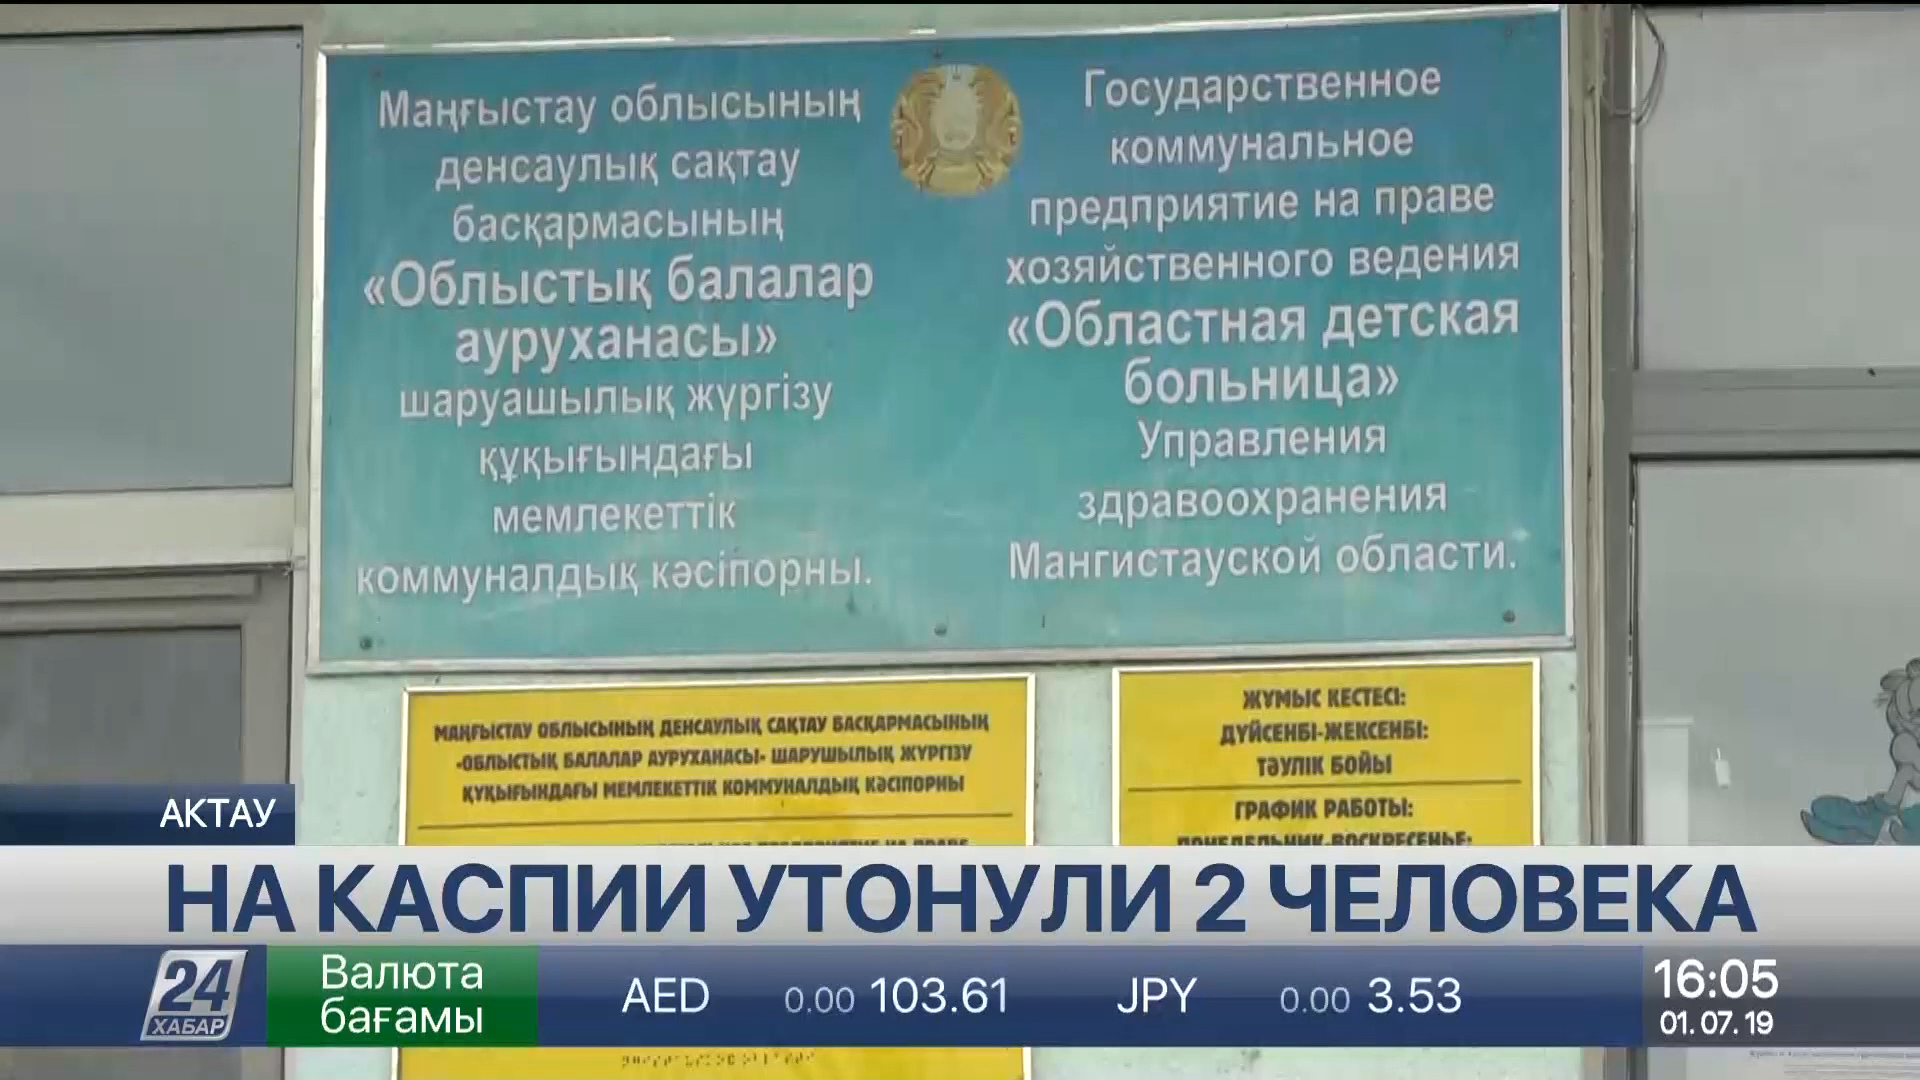 Маңғыстау облысының
денсаулық сақтау
басқармасының
«Облыстық балалар
ауруханасы»
шаруашылық жүргізу
құқығындағы
мемлекеттік
коммуналдық кәсіпорны.
Государственное
коммунальное
предприятие на праве
хозяйственного ведения
«Областная детская
больница»
Управления
здравоохранения
Мангистауской области.
МАҢҒЫСТАУ ОБЛЫСЫНЫҢ ДЕНСАУЛЫҚ САҚТАУ БАСҚАРМАСЫНЫҢ
-ОБЛЫСТЫҚ БАЛАЛАР АУРУХАНАСЫ- ШАРУШЫЛЫҚ ЖҮРГІЗУ
ҚҰҚЫҒЫНДАҒЫ МЕМЛЕКЕТТІК КОММУНАЛДЫҚ КӘСІПОРНЫ
ЖҰМЫС КЕСТЕСІ:
ДҮЙСЕНБІ-ЖЕКСЕНБІ:
ТӘУЛІК БОЙЫ
ГРАФИК РАБОТЫ:
ПОНЕДЕЛЬНИК-ВОСКРЕСЕНЬЕ:
АКТАУ
НА КАСПИИ УТОНУЛИ 2 ЧЕЛОВЕКА
24
ХАБАР
Валюта
бағамы
AED 0.00 103.61 JPY 0.00 3.53
16:05
01.07.19